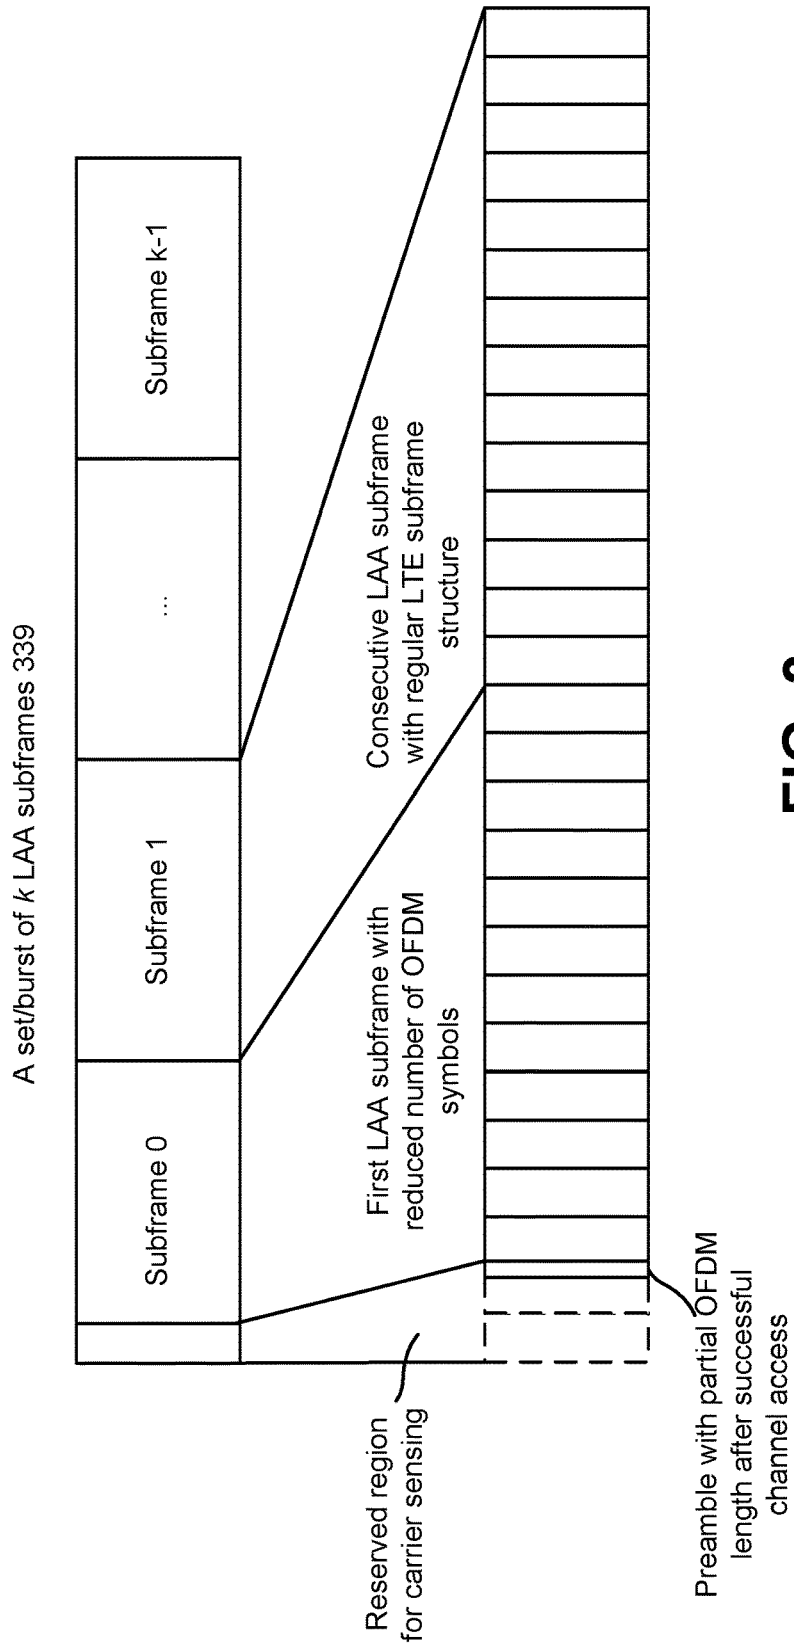 A set/burst of k LAA subframes 339
Subframe 0
Subframe 1
...
Subframe k-1
First LAA subframe with
reduced number of OFDM
symbols
Consecutive LAA subframe
with regular LTE subframe
structure
Reserved region
for carrier sensing
Preamble with partial OFDM
length after successful
channel access
FIG.